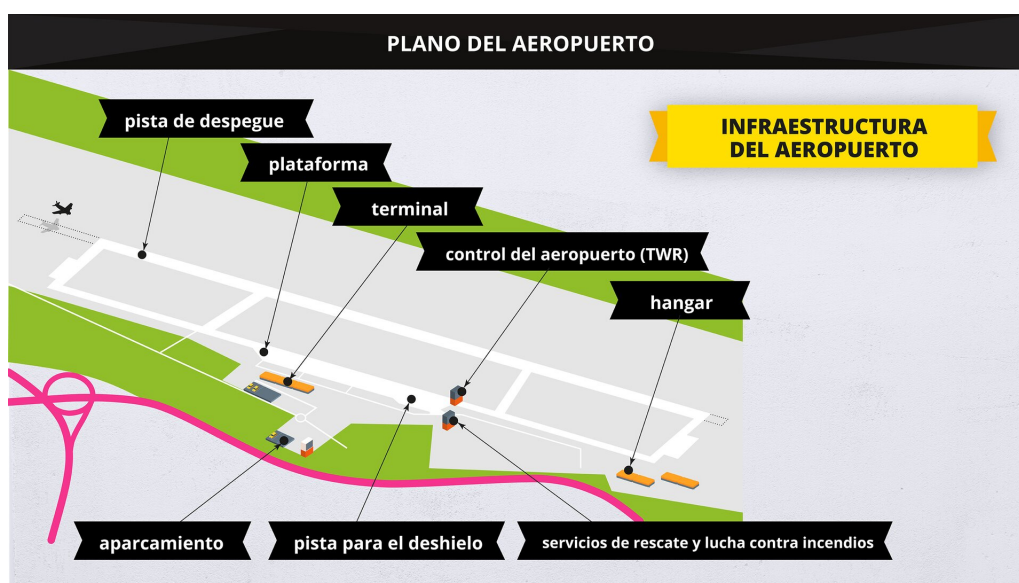 PLANO DEL AEROPUERTO
INFRAESTRUCTURA
DEL AEROPUERTO
pista de despegue
plataforma
terminal
control del aeropuerto (TWR)
hangar
aparcamiento
pista para el deshielo
servicios de rescate y lucha contra incendios